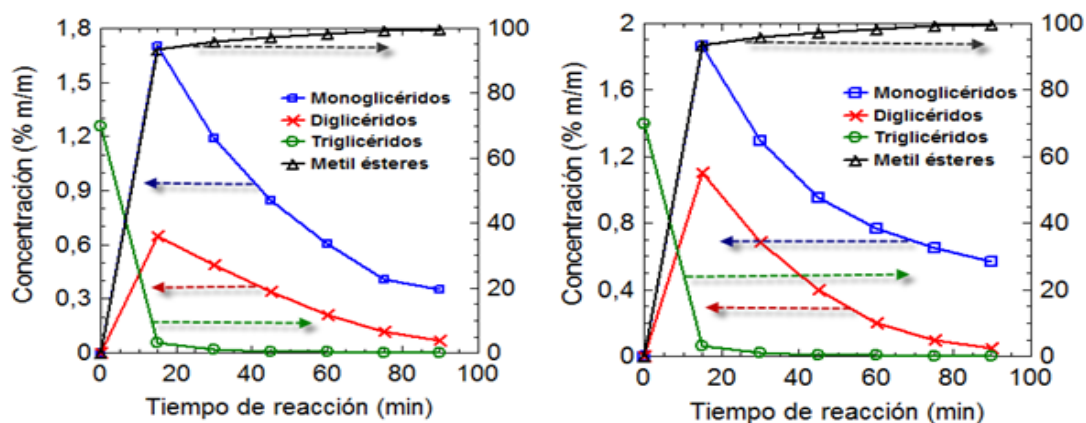 Concentración (% m/m)
1.8
1,5
1,2
0,9
0,6
0,3
0
100
80
60
40
20
0
Monoglicéridos
Diglicéridos
Triglicéridos
Metil ésteres
0 20 40 60 80 100
Tiempo de reacción (min)
Concentración (% m/m)
2
1,6
1,2
0,8
0,4
0
100
80
60
40
20
0
Monoglicéridos
Diglicéridos
Triglicéridos
Metil ésteres
0 20 40 60 80 100
Tiempo de reacción (min)